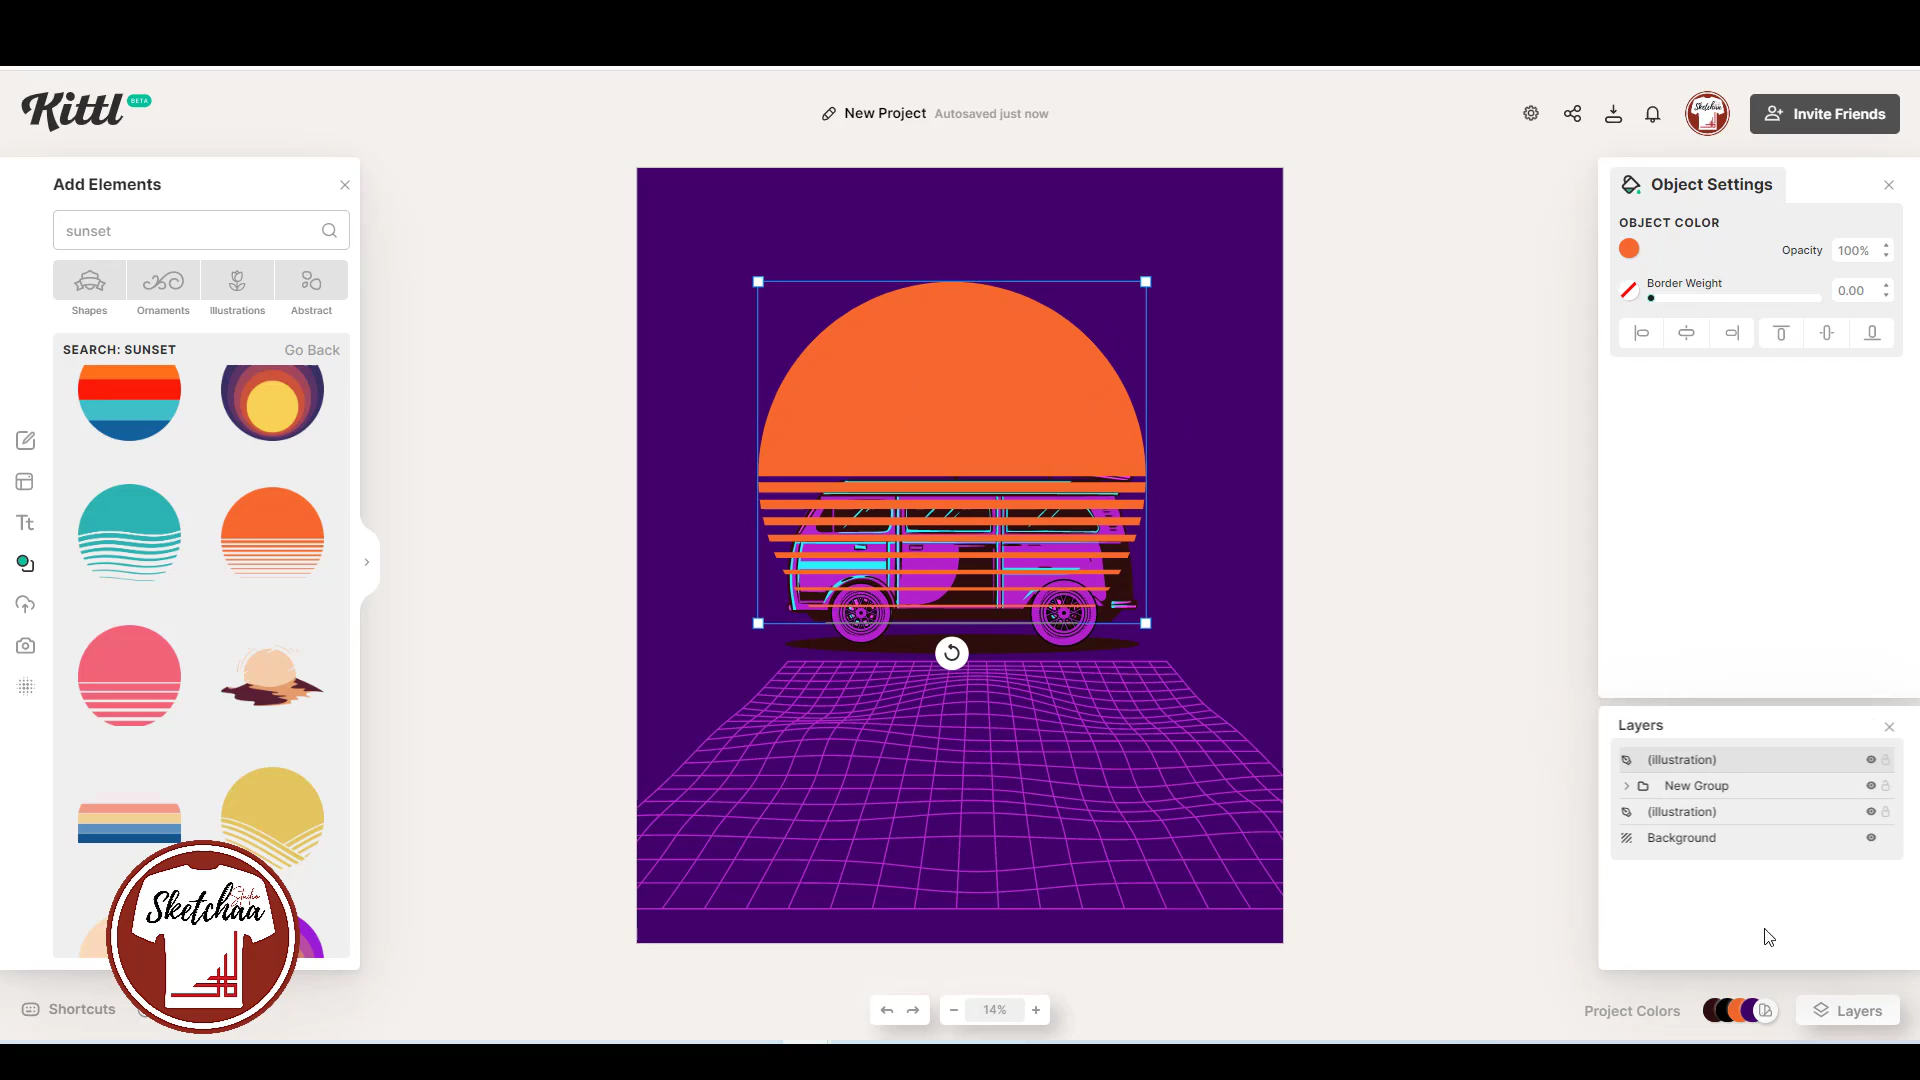 Kittl BETA
New Project Autosaved just now
Invite Friends
Add Elements
sunset
Shapes Ornaments Illustrations Abstract
SEARCH: SUNSET Go Back
Tt
Object Settings
OBJECT COLOR
Opacity 100%
Border Weight
0.00
Layers
(illustration)
New Group
(illustration)
Background
Sketchaa
Studio
Shortcuts
14%
Project Colors
Layers